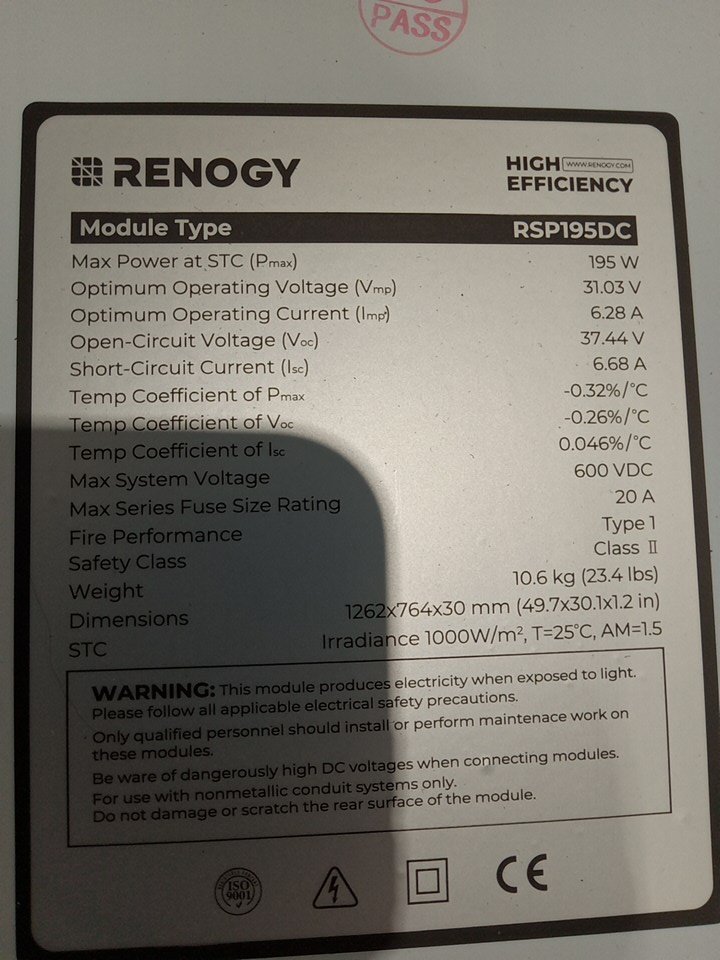 PASS
RENOGY
HIGH WWW.RENOGY.COM
EFFICIENCY
Module Type RSP195DC
Max Power at STC (Pmax) 195 W
Optimum Operating Voltage (Vmp) 31.03 V
Optimum Operating Current (Imp) 6.28 A
Open-Circuit Voltage (Voc) 37.44 V
Short-Circuit Current (Isc) 6.68 A
Temp Coefficient of Pmax -0.32%/°C
Temp Coefficient of Voc -0.26%/°C
Temp Coefficient of Isc 0.046%/°C
Max System Voltage 600 VDC
Max Series Fuse Size Rating 20 A
Fire Performance Type 1
Safety Class Class II
Weight 10.6 kg (23.4 lbs)
Dimensions 1262x764x30 mm (49.7x30.1x1.2 in)
STC Irradiance 1000W/m², T=25°C, AM=1.5
WARNING: This module produces electricity when exposed to light.
Please follow all applicable electrical safety precautions.
Only qualified personnel should install or perform maintenace work on
these modules.
Be ware of dangerously high DC voltages when connecting modules.
For use with nonmetallic conduit systems only.
Do not damage or scratch the rear surface of the module.
ISO
9001
CE